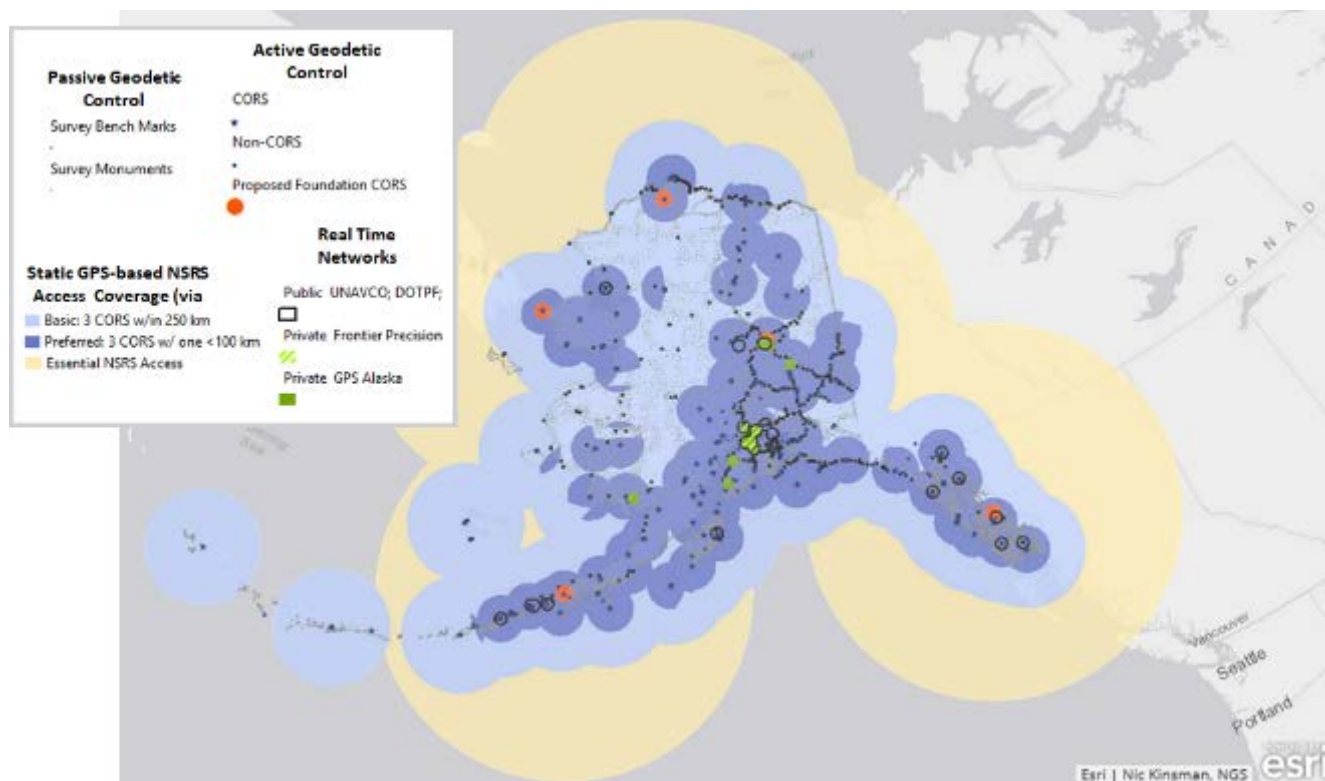 Passive Geodetic
Control
Survey Bench Marks
Survey Monuments
Active Geodetic
Control
CORS
Non-CORS
Proposed Foundation CORS
Static GPS-based NSRS
Access Coverage (via
Basic: 3 CORS w/in 250 km
Preferred: 3 CORS w/ one <100 km
Essential NSRS Access
Real Time
Networks
Public UNAVCO; DOTPF;
Private Frontier Precision
Private GPS Alaska
CANAD
Vancouver
Seattle
Portland
Esri | Nic Kinsman, NGS
esri